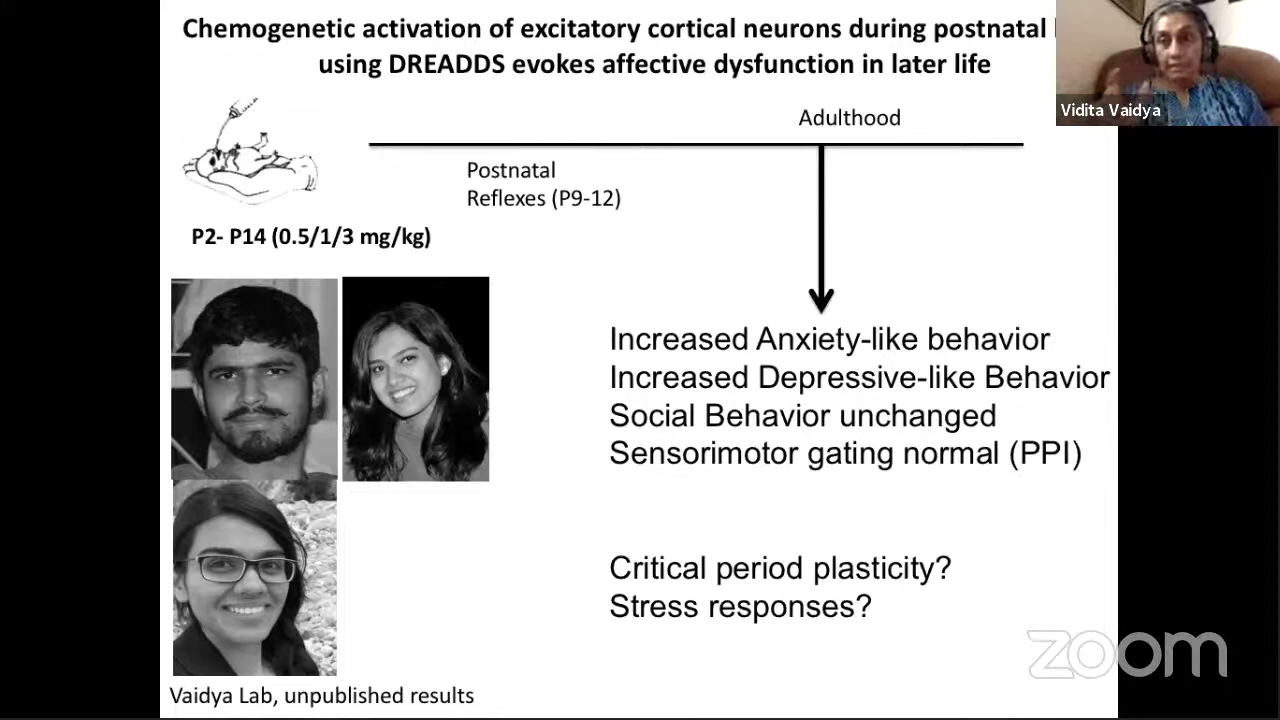 Chemogenetic activation of excitatory cortical neurons during postnatal
using DREADDS evokes affective dysfunction in later life
Vidita Vaidya
Adulthood
Postnatal
Reflexes (P9-12)
P2- P14 (0.5/1/3 mg/kg)
Increased Anxiety-like behavior
Increased Depressive-like Behavior
Social Behavior unchanged
Sensorimotor gating normal (PPI)
Critical period plasticity?
Stress responses?
zoom
Vaidya Lab, unpublished results